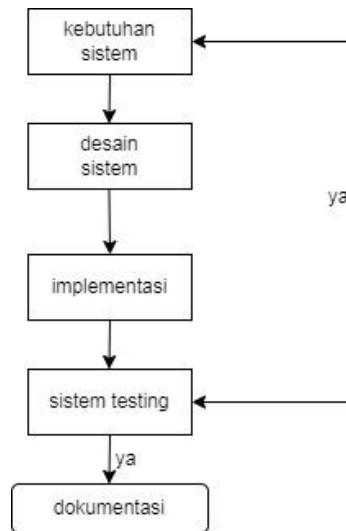 kebutuhan
sistem
desain
sistem
ya
implementasi
sistem testing
ya
dokumentasi